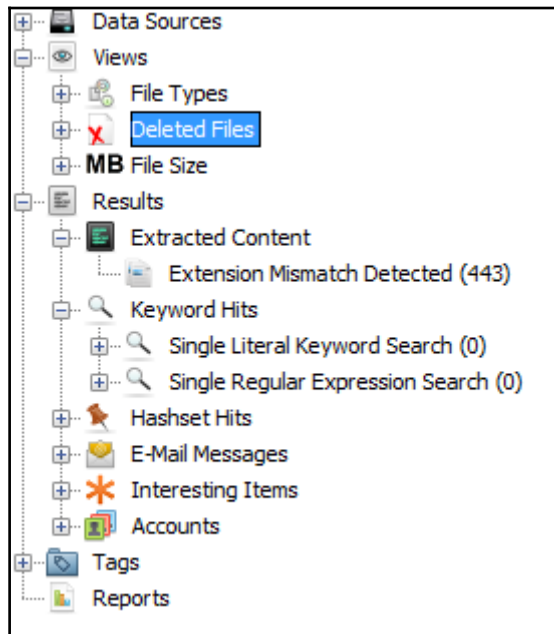 Data Sources
Views
File Types
Deleted Files
MB File Size
Results
Extracted Content
Extension Mismatch Detected (443)
Keyword Hits
Single Literal Keyword Search (0)
Single Regular Expression Search (0)
Hashset Hits
E-Mail Messages
Interesting Items
Accounts
Tags
Reports